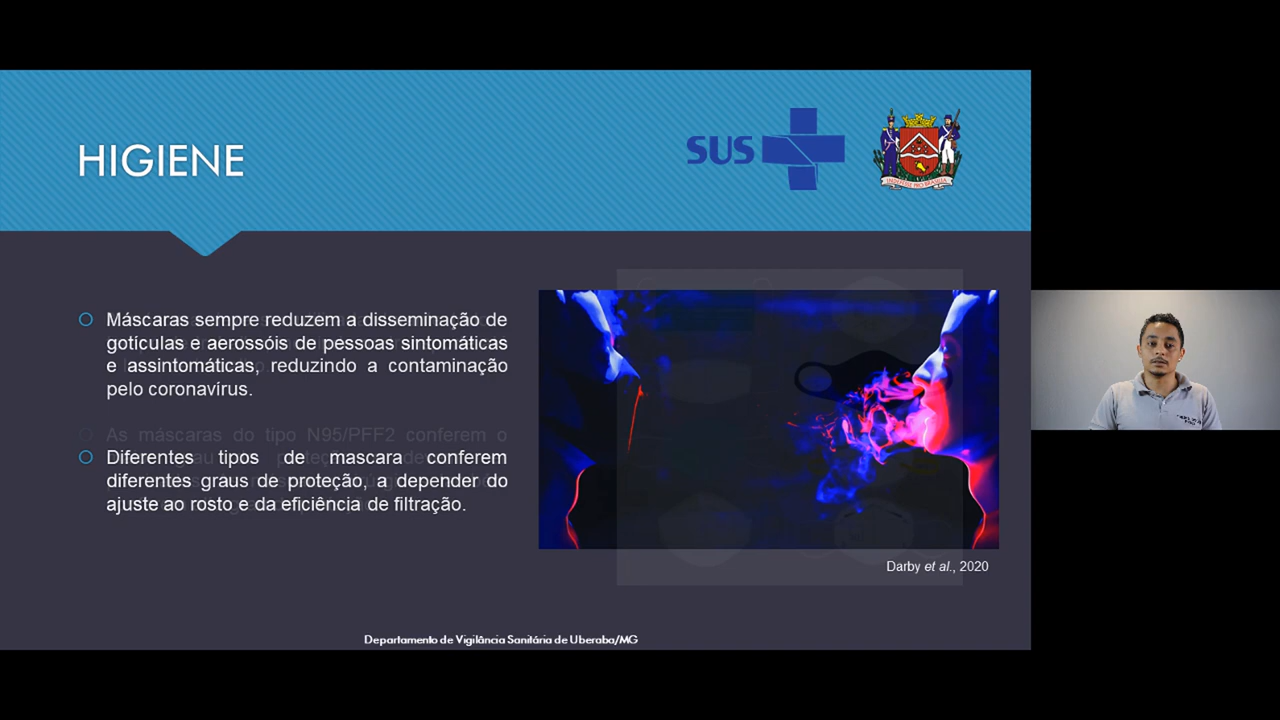 HIGIENE
SUS
Máscaras sempre reduzem a disseminação de
gotículas e aerossóis de pessoas sintomáticas
e assintomáticas, reduzindo a contaminação
pelo coronavírus.
As máscaras do tipo N95/PFF2 conferem o
Diferentes tipos de mascara conferem
diferentes graus de proteção, a depender do
ajuste ao rosto e da eficiência de filtração.
Darby et al., 2020
Departamento de Vigilância Sanitária de Uberaba/MG